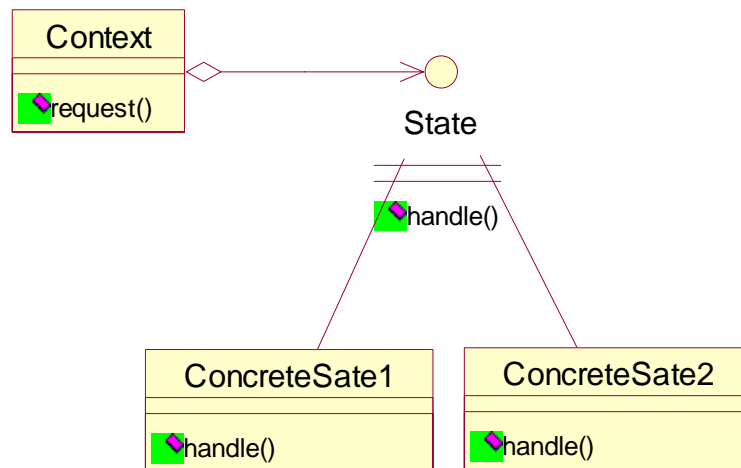 Context
request()
State
handle()
ConcreteSate1
handle()
ConcreteSate2
handle()